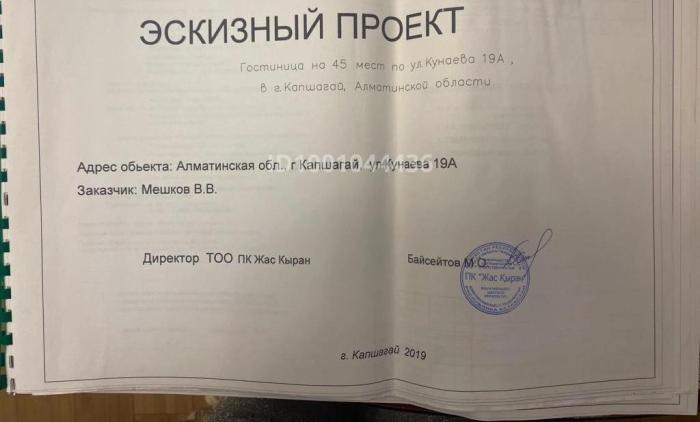 ЭСКИЗНЫЙ ПРОЕКТ
Гостиница на 45 мест по ул.Кунаева 19А ,
в г.Капшагай, Алматинской области
Адрес обьекта: Алматинская обл., г Капшагай, ул.Кунаева 19А
Заказчик: Мешков В.В.
Директор ТОО ПК Жас Кыран
Байсейтов М.О.
ПК "Жас Қыран"
г. Капшагай 2019